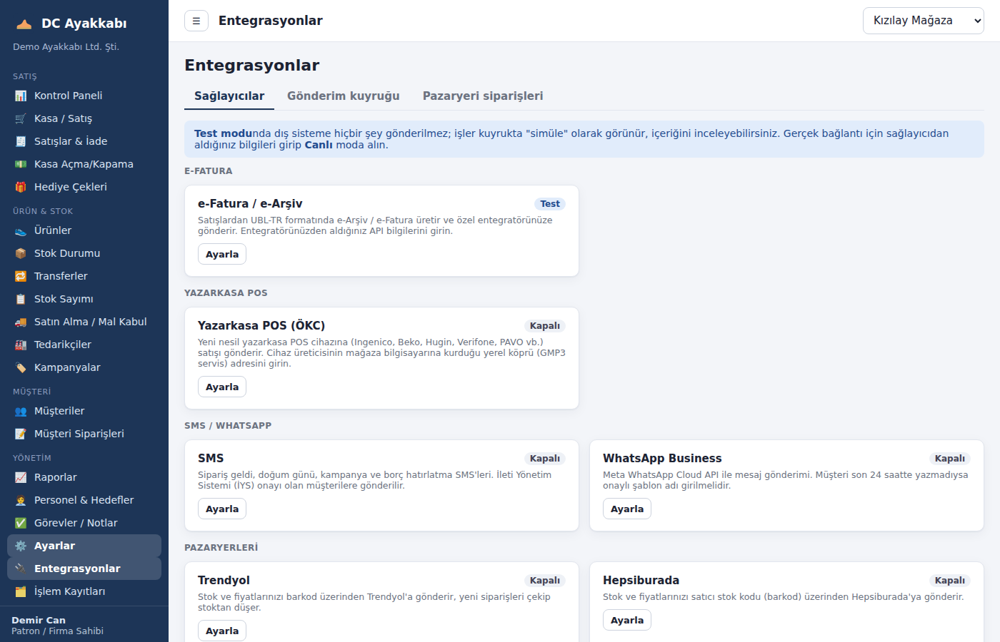 DC Ayakkabı
Demo Ayakkabı Ltd. Şti.
SATIŞ
Kontrol Paneli
Kasa / Satış
Satışlar & İade
Kasa Açma/Kapama
Hediye Çekleri
ÜRÜN & STOK
Ürünler
Stok Durumu
Transferler
Stok Sayımı
Satın Alma / Mal Kabul
Tedarikçiler
Kampanyalar
MÜŞTERİ
Müşteriler
Müşteri Siparişleri
YÖNETİM
Raporlar
Personel & Hedefler
Görevler / Notlar
Ayarlar
Entegrasyonlar
İşlem Kayıtları
Demir Can
Patron / Firma Sahibi
☰ Entegrasyonlar
Kızılay Mağaza
Entegrasyonlar
Sağlayıcılar Gönderim kuyruğu Pazaryeri siparişleri
Test modunda dış sisteme hiçbir şey gönderilmez; işler kuyrukta "simüle" olarak görünür, içeriğini inceleyebilirsiniz. Gerçek bağlantı için sağlayıcıdan
aldığınız bilgileri girip Canlı moda alın.
E-FATURA
e-Fatura / e-Arşiv Test
Satışlardan UBL-TR formatında e-Arşiv / e-Fatura üretir ve özel entegratörünüze
gönderir. Entegratörünüzden aldığınız API bilgilerini girin.
Ayarla
YAZARKASA POS
Yazarkasa POS (ÖKC) Kapalı
Yeni nesil yazarkasa POS cihazına (Ingenico, Beko, Hugin, Verifone, PAVO vb.)
satışı gönderir. Cihaz üreticisinin mağaza bilgisayarına kurduğu yerel köprü (GMP3
servis) adresini girin.
Ayarla
SMS / WHATSAPP
SMS Kapalı
Sipariş geldi, doğum günü, kampanya ve borç hatırlatma SMS'leri. İleti Yönetim
Sistemi (İYS) onayı olan müşterilere gönderilir.
Ayarla
WhatsApp Business Kapalı
Meta WhatsApp Cloud API ile mesaj gönderimi. Müşteri son 24 saatte yazmadıysa
onaylı şablon adı girilmelidir.
Ayarla
PAZARYERLERİ
Trendyol Kapalı
Stok ve fiyatlarınızı barkod üzerinden Trendyol'a gönderir, yeni siparişleri çekip
stoktan düşer.
Ayarla
Hepsiburada Kapalı
Stok ve fiyatlarınızı satıcı stok kodu (barkod) üzerinden Hepsiburada'ya gönderir.
Ayarla